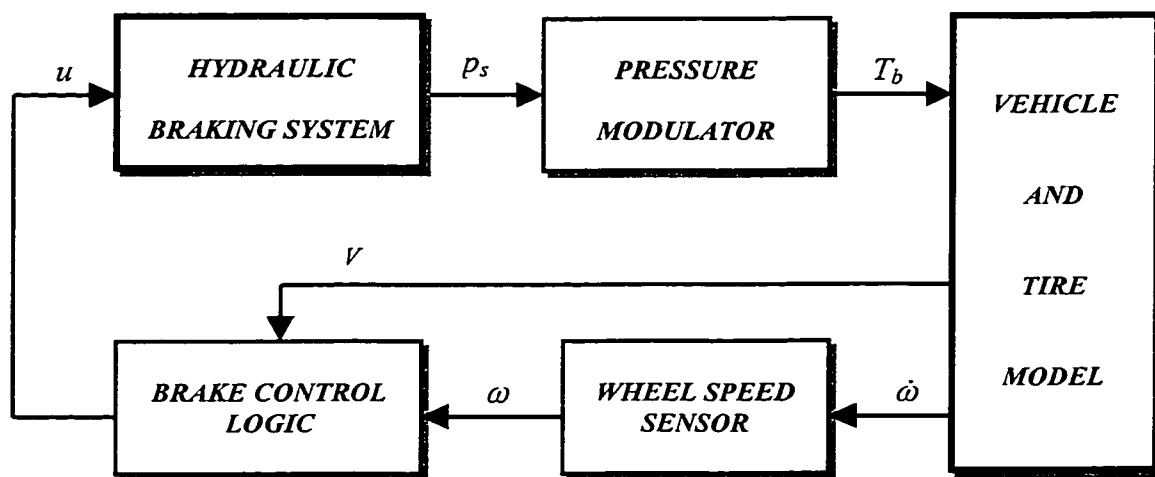 u
HYDRAULIC
BRAKING SYSTEM
p_s
PRESSURE
MODULATOR
T_b
VEHICLE
AND
TIRE
MODEL
V
BRAKE CONTROL
LOGIC
ω
WHEEL SPEED
SENSOR
ω̇